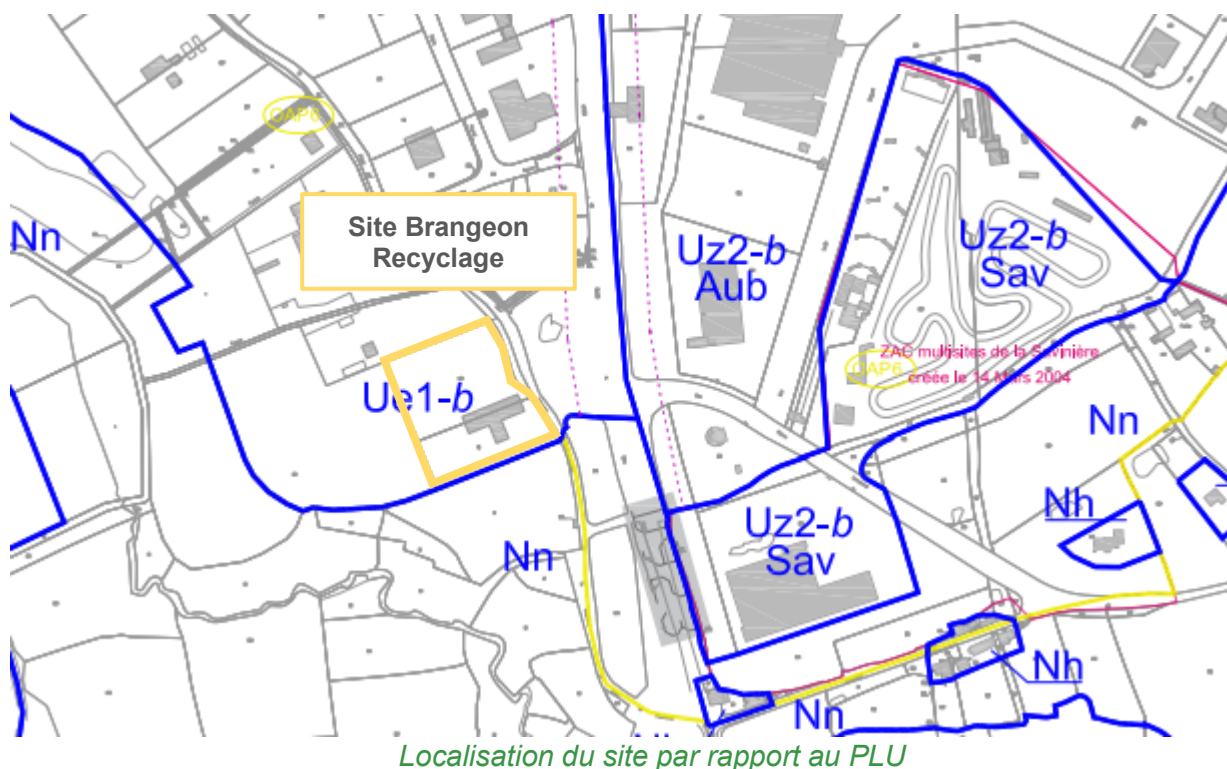 OAP6
Nn
Site Brangeon
Recyclage
Uz2-b
Aub
Uz2-b
Sav
ZAC multisites de la Savinière
créée le 14 Mars 2004
OAP6
Ue1-b
Nn
Nh
Uz2-b
Sav
Nn
Nh
Nn
Localisation du site par rapport au PLU